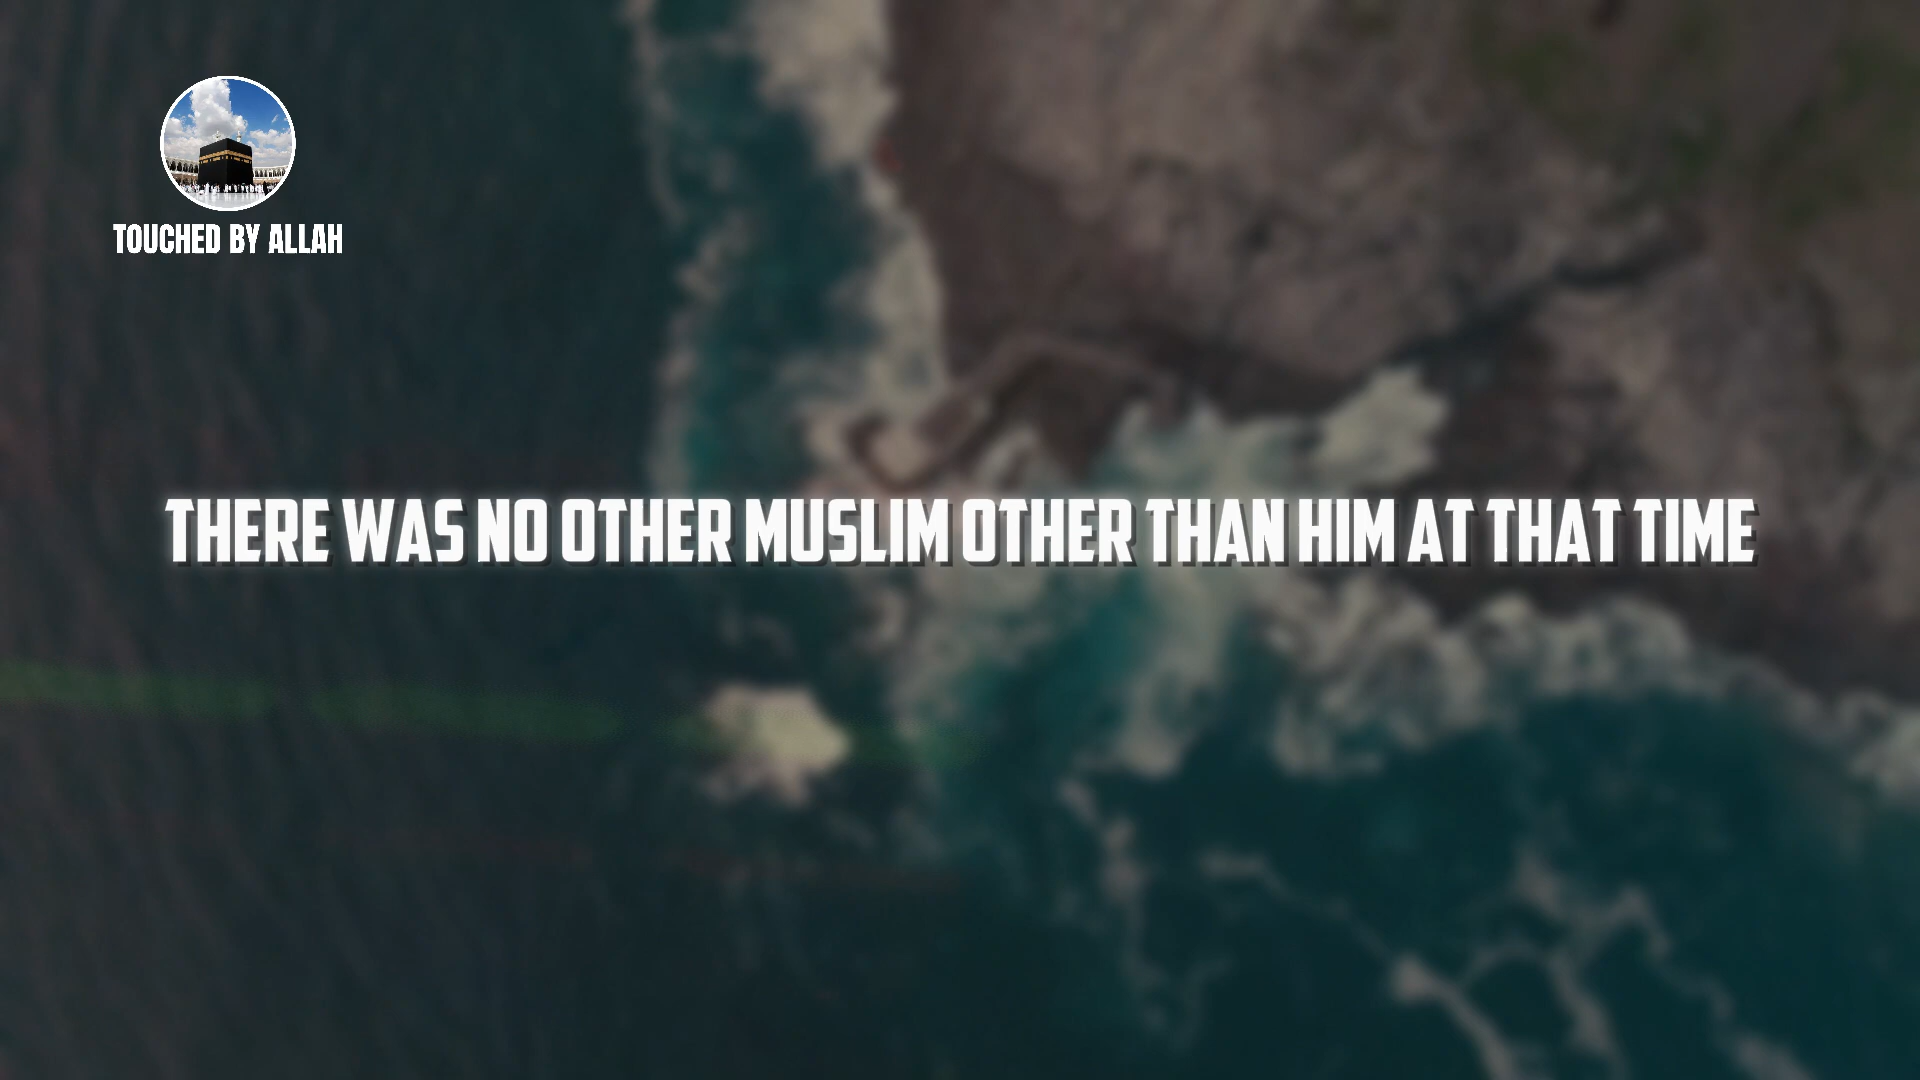 TOUCHED BY ALLAH
THERE WAS NO OTHER MUSLIM OTHER THAN HIM AT THAT TIME